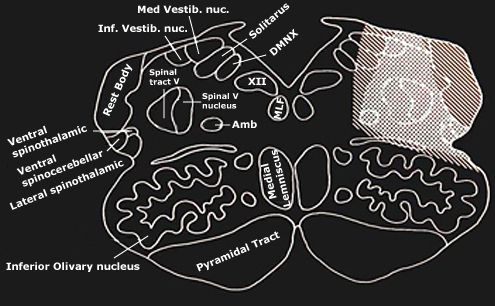 Med Vestib. nuc.
Inf. Vestib. nuc.
Solitarus
DMNX
Rest Body
Spinal
tract V
Spinal V
nucleus
XII
MLF
Amb
Ventral
spinothalamic
Ventral
spinocerebellar
Lateral spinothalamic
Medial
Lemniscus
Inferior Olivary nucleus
Pyramidal Tract